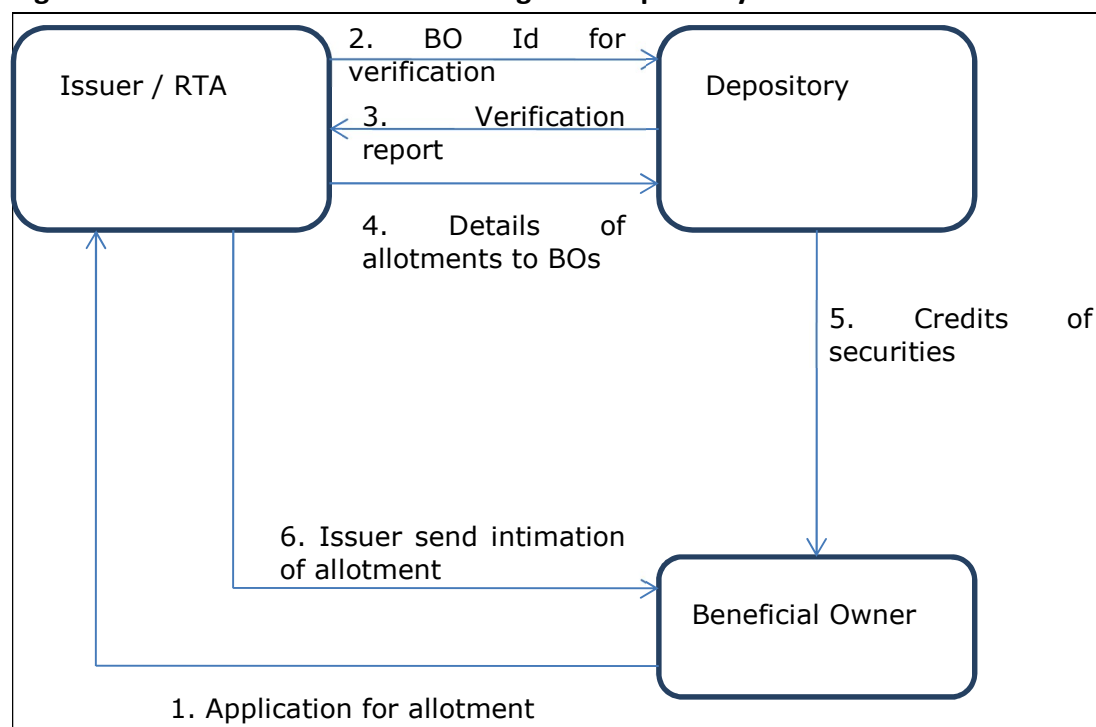 2. BO Id for
verification
Issuer / RTA
Depository
3. Verification
report
4. Details of
allotments to BOs
5. Credits of
securities
6. Issuer send intimation
of allotment
Beneficial Owner
1. Application for allotment